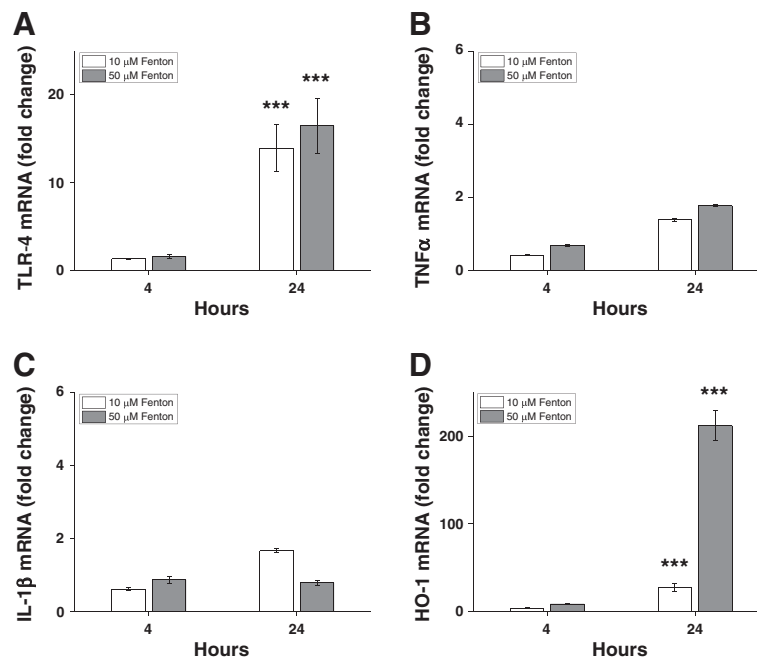 A
TLR-4 mRNA (fold change)
20
10
0
10 μM Fenton
50 μM Fenton
***
***
4
24
Hours
B
TNFα mRNA (fold change)
6
4
2
0
10 μM Fenton
50 μM Fenton
4
24
Hours
C
IL-1β mRNA (fold change)
6
4
2
0
10 μM Fenton
50 μM Fenton
4
24
Hours
D
HO-1 mRNA (fold change)
200
100
0
10 μM Fenton
50 μM Fenton
***
***
4
24
Hours